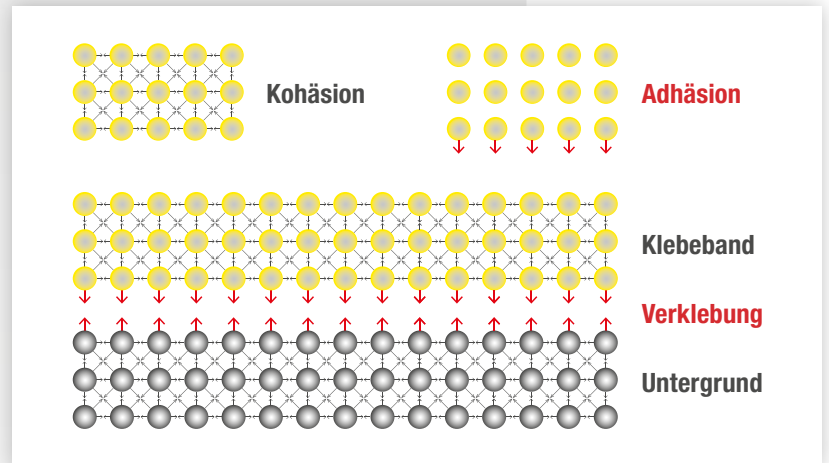 Kohäsion
Adhäsion
Klebeband
Verklebung
Untergrund